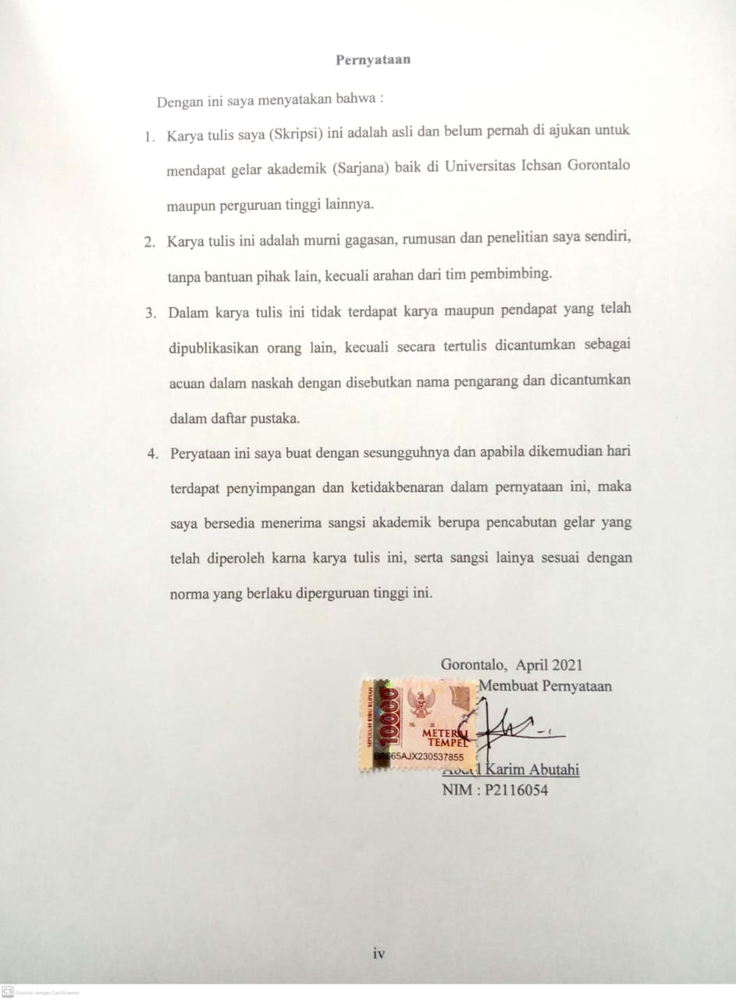 Pernyataan
Dengan ini saya menyatakan bahwa :
1. Karya tulis saya (Skripsi) ini adalah asli dan belum pernah di ajukan untuk
mendapat gelar akademik (Sarjana) baik di Universitas Ichsan Gorontalo
maupun perguruan tinggi lainnya.
2. Karya tulis ini adalah murni gagasan, rumusan dan penelitian saya sendiri,
tanpa bantuan pihak lain, kecuali arahan dari tim pembimbing.
3. Dalam karya tulis ini tidak terdapat karya maupun pendapat yang telah
dipublikasikan orang lain, kecuali secara tertulis dicantumkan sebagai
acuan dalam naskah dengan disebutkan nama pengarang dan dicantumkan
dalam daftar pustaka.
4. Peryataan ini saya buat dengan sesungguhnya dan apabila dikemudian hari
terdapat penyimpangan dan ketidakbenaran dalam pernyataan ini, maka
saya bersedia menerima sangsi akademik berupa pencabutan gelar yang
telah diperoleh karna karya tulis ini, serta sangsi lainya sesuai dengan
norma yang berlaku diperguruan tinggi ini.
Gorontalo, April 2021
Membuat Pernyataan
SEPULUH RIBU RUPIAH
10000
TGL. 20
METERAI
TEMPEL
665AJX230537855
Karim Abutahi
NIM : P2116054
iv
CS Dipindai dengan CamScanner